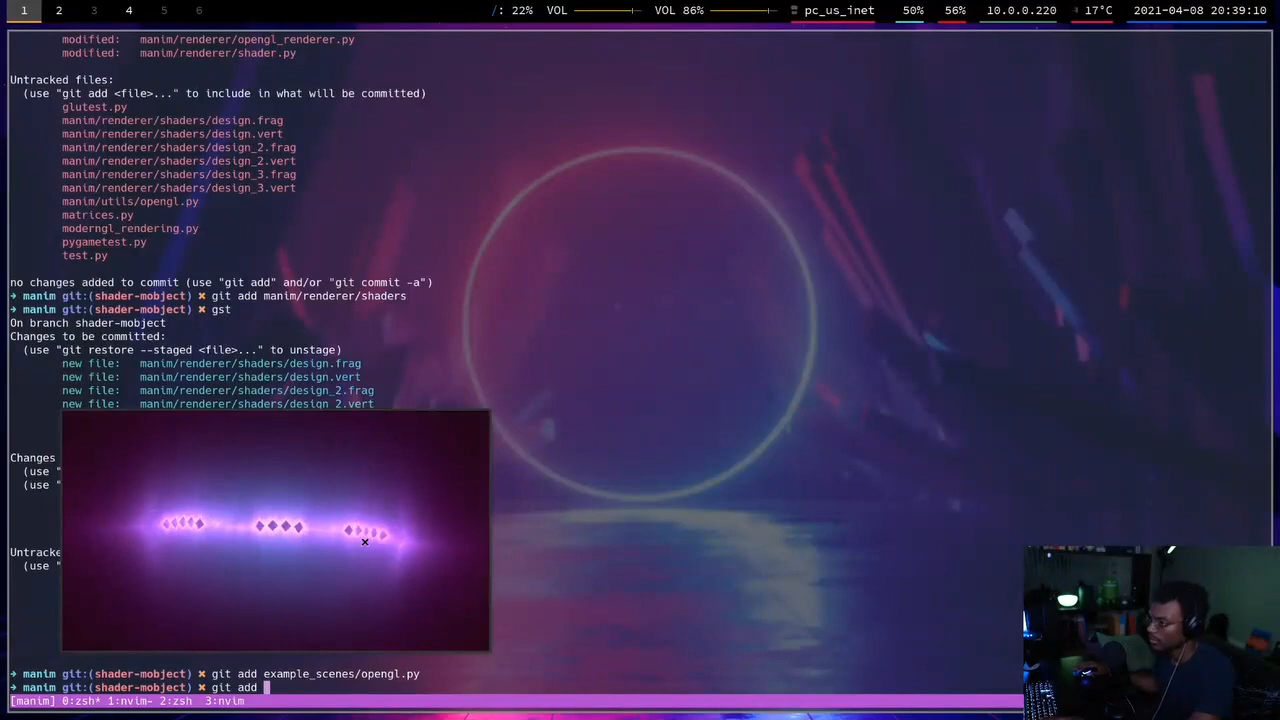 1 2 3 4 5 6 /: 22% VOL VOL 86% pc_us_inet 50% 56% 10.0.0.220 17°C 2021-04-08 20:39:10
modified: manim/renderer/opengl_renderer.py
modified: manim/renderer/shader.py
Untracked files:
(use "git add <file>..." to include in what will be committed)
glutest.py
manim/renderer/shaders/design.frag
manim/renderer/shaders/design.vert
manim/renderer/shaders/design_2.frag
manim/renderer/shaders/design_2.vert
manim/renderer/shaders/design_3.frag
manim/renderer/shaders/design_3.vert
manim/utils/opengl.py
matrices.py
moderngl_rendering.py
pygametest.py
test.py
no changes added to commit (use "git add" and/or "git commit -a")
➜ manim git:(shader-mobject) ✖ git add manim/renderer/shaders
➜ manim git:(shader-mobject) ✖ gst
On branch shader-mobject
Changes to be committed:
(use "git restore --staged <file>..." to unstage)
new file: manim/renderer/shaders/design.frag
new file: manim/renderer/shaders/design.vert
new file: manim/renderer/shaders/design_2.frag
new file: manim/renderer/shaders/design_2.vert
Changes
(use "
(use "
Untracke
(use "
➜ manim git:(shader-mobject) ✖ git add example_scenes/opengl.py
➜ manim git:(shader-mobject) ✖ git add
[manim] 0:zsh* 1:nvim- 2:zsh 3:nvim